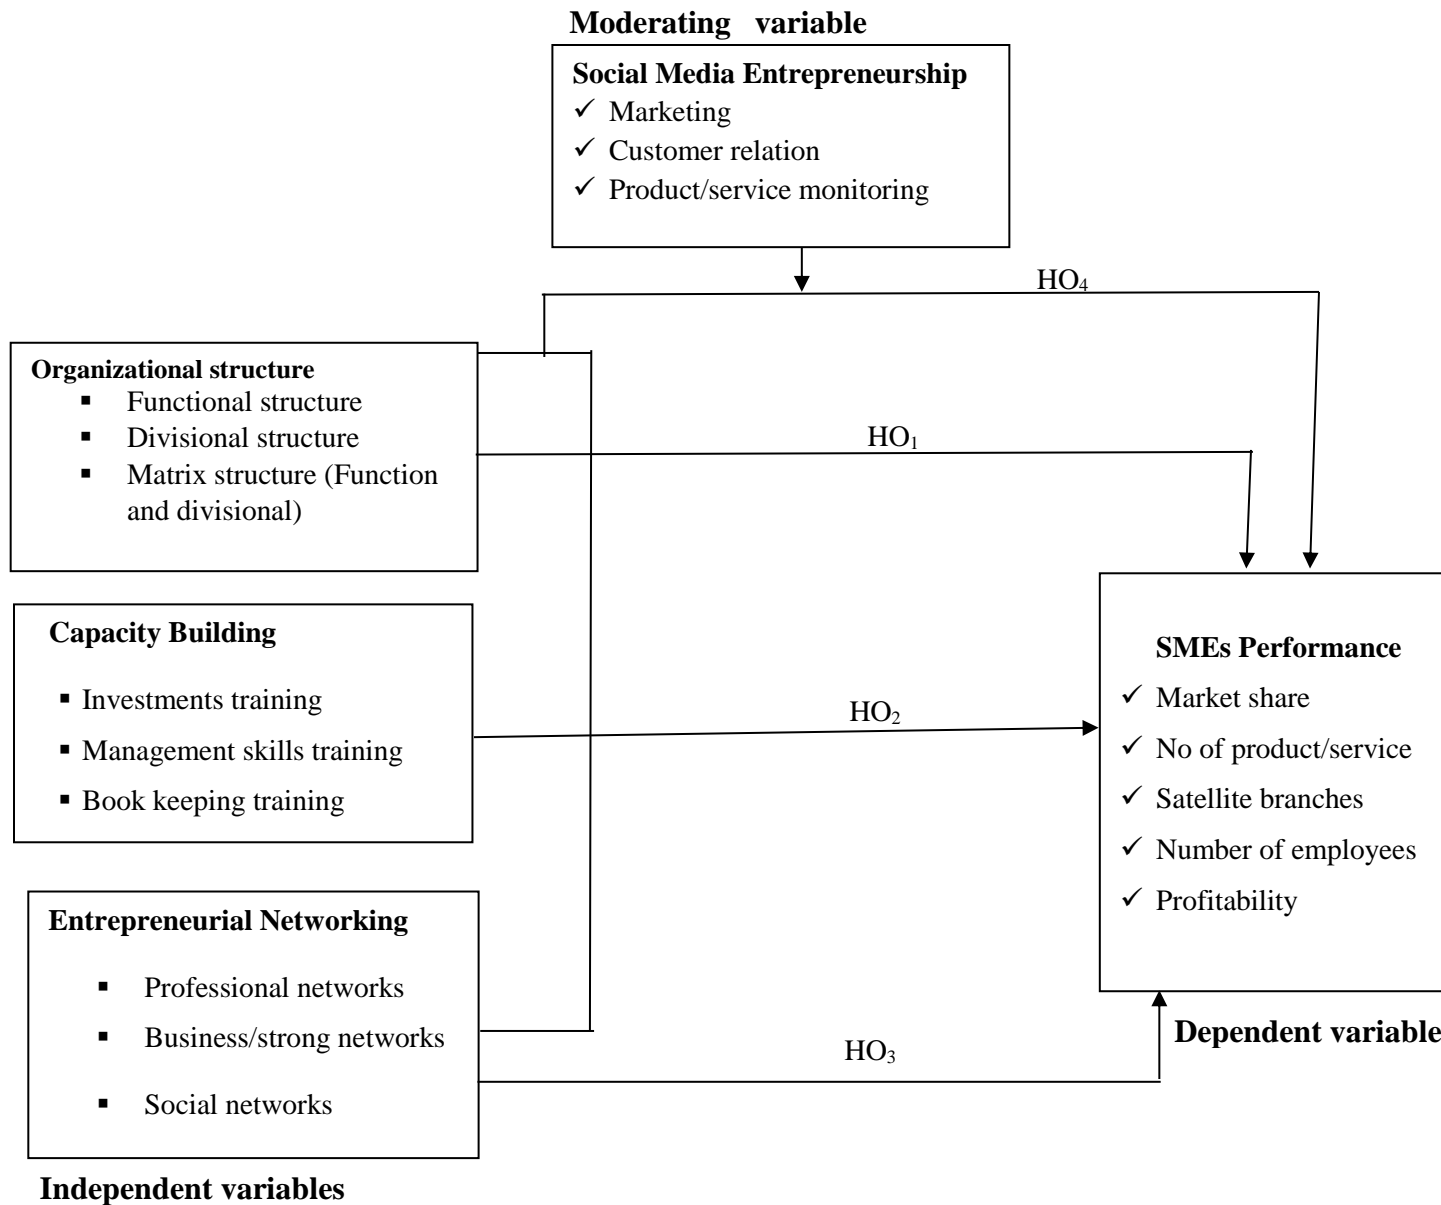 Moderating variable
Social Media Entrepreneurship
✓ Marketing
✓ Customer relation
✓ Product/service monitoring
HO₄
Organizational structure
▪ Functional structure
▪ Divisional structure
▪ Matrix structure (Function
and divisional)
HO₁
Capacity Building
▪ Investments training
▪ Management skills training
▪ Book keeping training
HO₂
SMEs Performance
✓ Market share
✓ No of product/service
✓ Satellite branches
✓ Number of employees
✓ Profitability
Entrepreneurial Networking
▪ Professional networks
▪ Business/strong networks
▪ Social networks
HO₃
Dependent variable
Independent variables